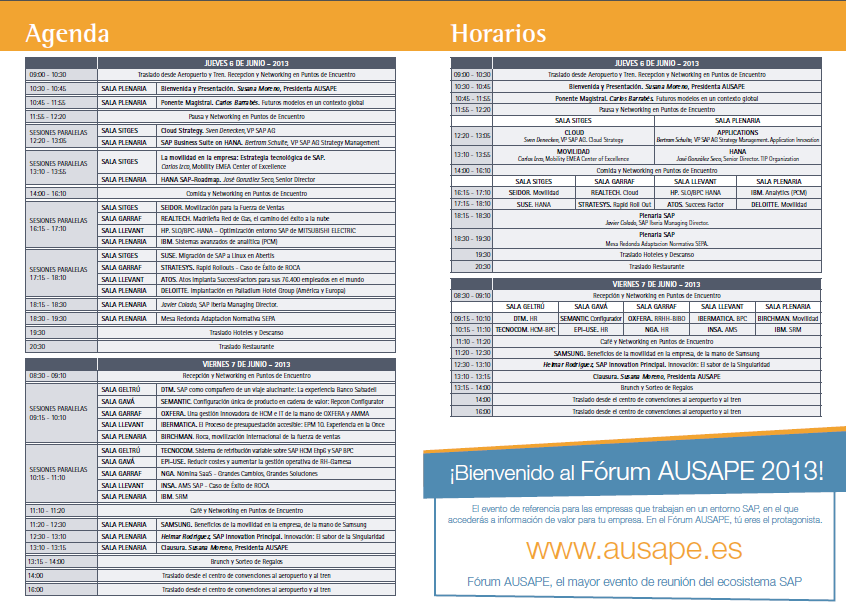 Agenda
JUEVES 6 DE JUNIO – 2013
09:00 - 10:30 Traslado desde Aeropuerto y Tren. Recepcion y Networking en Puntos de Encuentro
10:30 - 10:45 SALA PLENARIA Bienvenida y Presentación. Susana Moreno, Presidenta AUSAPE
10:45 - 11:55 SALA PLENARIA Ponente Magistral. Carlos Barrabés. Futuros modelos en un contexto global
11:55 - 12:20 Pausa y Networking en Puntos de Encuentro
SESIONES PARALELAS
12:20 - 13:05
SALA SITGES Cloud Strategy. Sven Denecken, VP SAP AG
SALA PLENARIA SAP Business Suite on HANA. Bertram Schulte, VP SAP AG Strategy Management
SESIONES PARALELAS
13:10 - 13:55
SALA SITGES La movilidad en la empresa: Estrategia tecnológica de SAP.
Carlos Izco, Mobility EMEA Center of Excellence
SALA PLENARIA HANA SAP-Roadmap. José González Seco, Senior Director
14:00 - 16:10 Comida y Networking en Puntos de Encuentro
SESIONES PARALELAS
16:15 - 17:10
SALA SITGES SEIDOR. Movilización para la Fuerza de Ventas
SALA GARRAF REALTECH. Madrileña Red de Gas, el camino del éxito a la nube
SALA LLEVANT HP. SLO/BPC-HANA – Optimización entorno SAP de MITSUBISHI ELECTRIC
SALA PLENARIA IBM. Sistemas avanzados de analítica (PCM)
SESIONES PARALELAS
17:15 - 18:10
SALA SITGES SUSE. Migración de SAP a Linux en Abertis
SALA GARRAF STRATESYS. Rapid Rollouts - Caso de Éxito de ROCA
SALA LLEVANT ATOS. Atos implanta SuccessFactors para sus 76.400 empleados en el mundo
SALA PLENARIA DELOITTE. Implantación en Palladium Hotel Group (América y Europa)
18:15 - 18:30 SALA PLENARIA Javier Colado, SAP Iberia Managing Director.
18:30 - 19:30 SALA PLENARIA Mesa Redonda Adaptacion Normativa SEPA
19:30 Traslado Hoteles y Descanso
20:30 Traslado Restaurante
VIERNES 7 DE JUNIO - 2013
08:30 - 09:10 Recepción y Networking en Puntos de Encuentro
SESIONES PARALELAS
09:15 - 10:10
SALA GELTRÚ DTM. SAP como compañero de un viaje alucinante: La experiencia Banco Sabadell
SALA GAVÁ SEMANTIC. Configuración única de producto en cadena de valor: Repcon Configurador
SALA GARRAF OXFERA. Una gestión Innovadora de HCM e IT de la mano de OXFERA y AMMA
SALA LLEVANT IBERMATICA. El Proceso de presupuestación accesible: EPM 10. Experiencia en la Once
SALA PLENARIA BIRCHMAN. Roca, movilización internacional de la fuerza de ventas
SESIONES PARALELAS
10:15 - 11:10
SALA GELTRÚ TECNOCOM. Sistema de retribución variable sobre SAP HCM Ehp6 y SAP BPC
SALA GAVÁ EPI-USE. Reducir costes y aumentar la gestión operativa de RH-Gamesa
SALA GARRAF NGA. Nómina SaaS - Grandes Cambios, Grandes Soluciones
SALA LLEVANT INSA. AMS SAP - Caso de Éxito de ROCA
SALA PLENARIA IBM. SRM
11:10 - 11:20 Café y Networking en Puntos de Encuentro
11:20 - 12:30 SALA PLENARIA SAMSUNG. Beneficios de la movilidad en la empresa, de la mano de Samsung
12:30 - 13:10 SALA PLENARIA Helmar Rodriguez, SAP Innovation Principal. Innovación: El sabor de la Singularidad
13:10 - 13:15 SALA PLENARIA Clausura. Susana Moreno, Presidenta AUSAPE
13:15 - 14:00 Brunch y Sorteo de Regalos
14:00 Traslado desde el centro de convenciones al aeropuerto y al tren
16:00 Traslado desde el centro de convenciones al aeropuerto y al tren
Horarios
JUEVES 6 DE JUNIO – 2013
09:00 - 10:30 Traslado desde Aeropuerto y Tren. Recepcion y Networking en Puntos de Encuentro
10:30 - 10:45 Bienvenida y Presentación. Susana Moreno, Presidenta AUSAPE
10:45 - 11:55 Ponente Magistral. Carlos Barrabés. Futuros modelos en un contexto global
11:55 - 12:20 Pausa y Networking en Puntos de Encuentro
SALA SITGES SALA PLENARIA
12:20 - 13:05 CLOUD APPLICATIONS
Sven Denecken, VP SAP AG. Cloud Strategy Bertram Schulte, VP SAP AG Strategy Management. Application Innovation
13:10 - 13:55 MOVILIDAD HANA
Carlos Izco, Mobility EMEA Center of Excellence José González Seco, Senior Director. TIP Organization
14:00 - 16:10 Comida y Networking en Puntos de Encuentro
SALA SITGES SALA GARRAF SALA LLEVANT SALA PLENARIA
16:15 - 17:10 SEIDOR. Movilidad REALTECH. Cloud HP. SLO/BPC HANA IBM. Analytics (PCM)
17:15 - 18:10 SUSE. HANA STRATESYS. Rapid Roll Out ATOS. Success Factor DELOITTE. Movilidad
18:15 - 18:30 Plenaria SAP
Javier Colado, SAP Iberia Managing Director.
18:30 - 19:30 Plenaria SAP
Mesa Redonda Adaptacion Normativa SEPA.
19:30 Traslado Hoteles y Descanso
20:30 Traslado Restaurante
VIERNES 7 DE JUNIO - 2013
08:30 - 09:10 Recepción y Networking en Puntos de Encuentro
SALA GELTRÚ SALA GAVÁ SALA GARRAF SALA LLEVANT SALA PLENARIA
09:15 - 10:10 DTM. HR SEMANTIC. Configurador OXFERA. RRHH-BIBO IBERMATICA. BPC BIRCHMAN. Movilidad
10:15 - 11:10 TECNOCOM. HCM-BPC EPI-USE. HR NGA. HR INSA. AMS IBM. SRM
11:10 - 11:20 Café y Networking en Puntos de Encuentro
11:20 - 12:30 SAMSUNG. Beneficios de la movilidad en la empresa, de la mano de Samsung
12:30 - 13:10 Helmar Rodriguez, SAP Innovation Principal. Innovación: El sabor de la Singularidad
13:10 - 13:15 Clausura. Susana Moreno, Presidenta AUSAPE
13:15 - 14:00 Brunch y Sorteo de Regalos
14:00 Traslado desde el centro de convenciones al aeropuerto y al tren
16:00 Traslado desde el centro de convenciones al aeropuerto y al tren
¡Bienvenido al Fórum AUSAPE 2013!
El evento de referencia para las empresas que trabajan en un entorno SAP, en el que
accederás a información de valor para tu empresa. En el Fórum AUSAPE, tú eres el protagonista.
www.ausape.es
Fórum AUSAPE, el mayor evento de reunión del ecosistema SAP